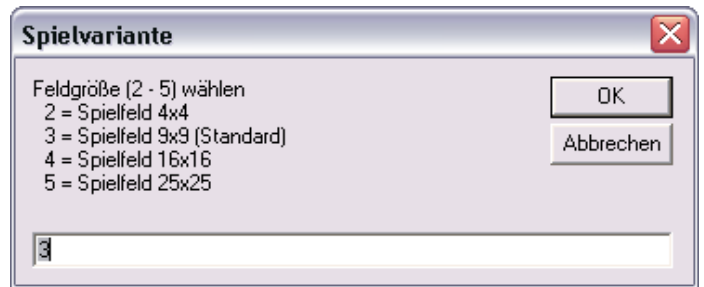 Spielvariante
Feldgröße (2 - 5) wählen
2 = Spielfeld 4x4
3 = Spielfeld 9x9 (Standard)
4 = Spielfeld 16x16
5 = Spielfeld 25x25
OK
Abbrechen
3